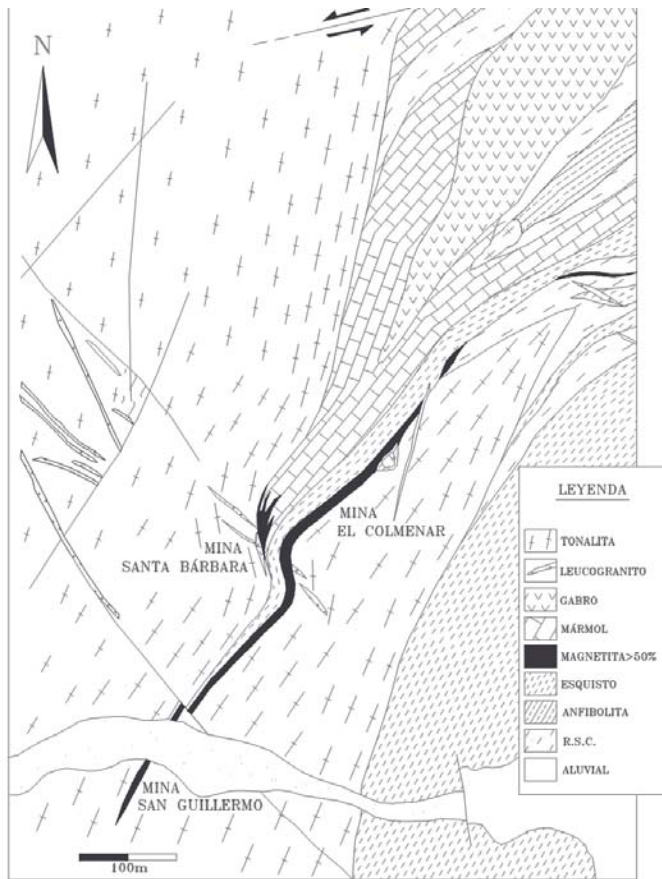 N
MINA
EL COLMENAR
MINA
SANTA BÁRBARA
MINA
SAN GUILLERMO
100m
LEYENDA
TONALITA
LEUCOGRANITO
GABRO
MÁRMOL
MAGNETITA>50%
ESQUISTO
ANFIBOLITA
R.S.C.
ALUVIAL